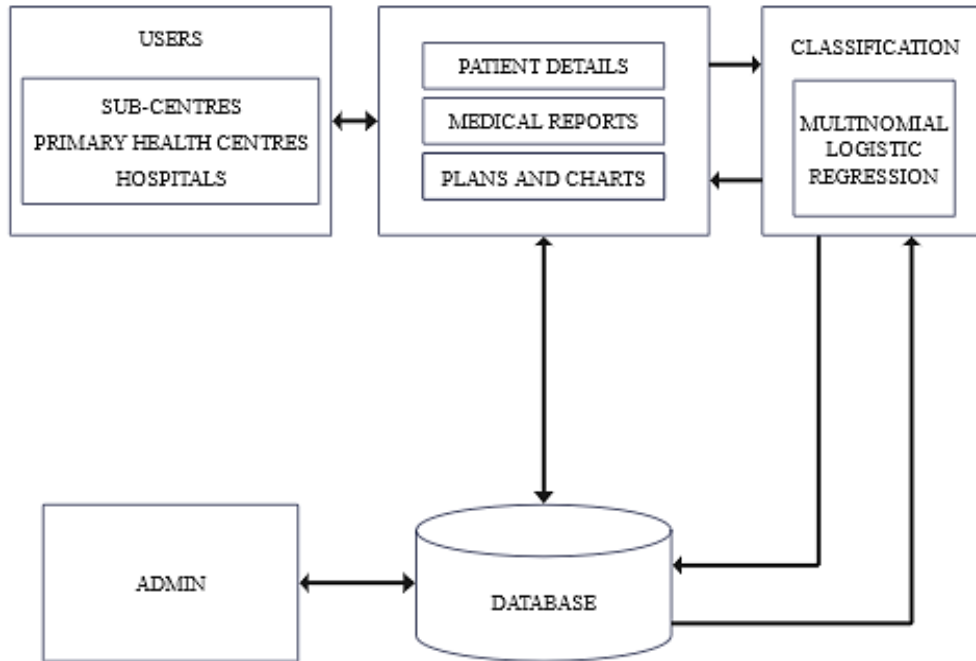 USERS
SUB-CENTRES
PRIMARY HEALTH CENTRES
HOSPITALS
PATIENT DETAILS
MEDICAL REPORTS
PLANS AND CHARTS
CLASSIFICATION
MULTINOMIAL
LOGISTIC
REGRESSION
ADMIN
DATABASE